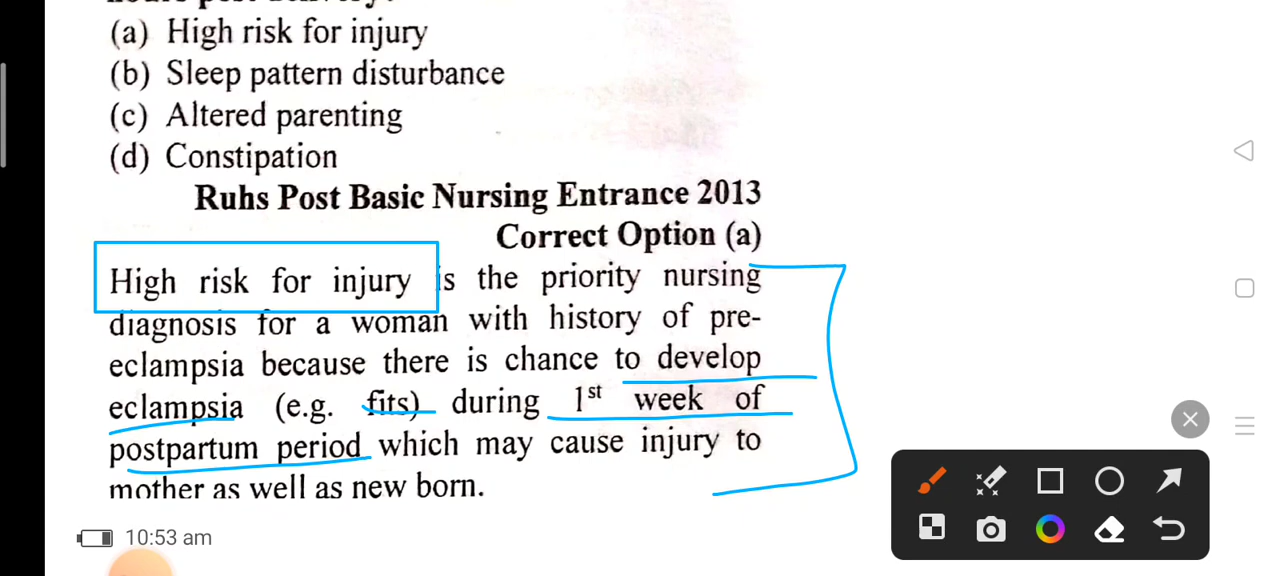 (a) High risk for injury
(b) Sleep pattern disturbance
(c) Altered parenting
(d) Constipation
Ruhs Post Basic Nursing Entrance 2013
Correct Option (a)
High risk for injury is the priority nursing
diagnosis for a woman with history of pre-
eclampsia because there is chance to develop
eclampsia (e.g. fits) during 1st week of
postpartum period which may cause injury to
mother as well as new born.
10:53 am